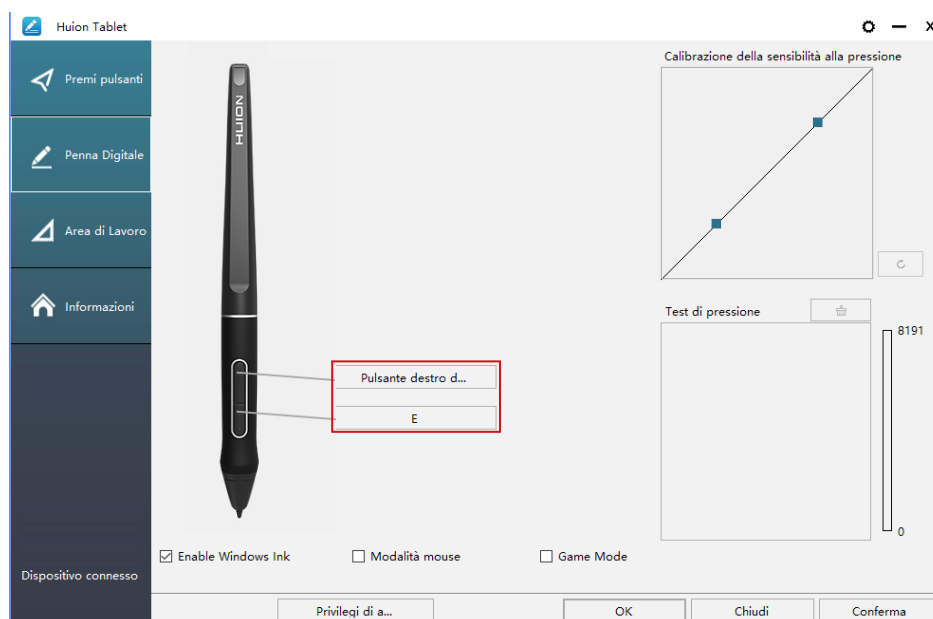 Huion Tablet
Premi pulsanti
Penna Digitale
Area di Lavoro
Informazioni
Dispositivo connesso
HUION
Pulsante destro d...
E
Calibrazione della sensibilità alla pressione
Test di pressione
8191
0
Enable Windows Ink
Modalità mouse
Game Mode
Privilegi di a...
OK
Chiudi
Conferma